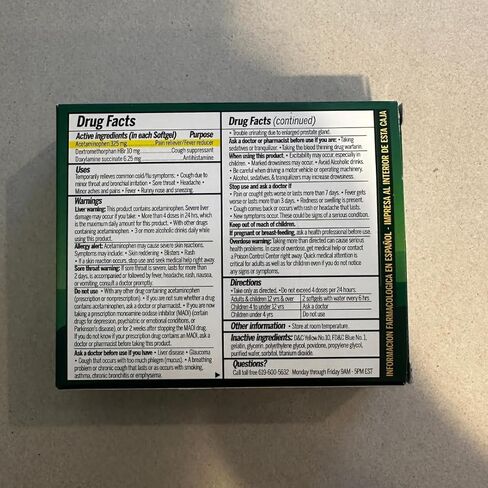 Drug Facts
Active ingredients (in each Softgel) Purpose
Acetaminophen 325 mg Pain reliever/Fever reducer
Dextromethorphan HBr 10 mg Cough suppressant
Doxylamine succinate 6.25 mg Antihistamine
Uses
Temporarily relieves common cold/flu symptoms: • Cough due to
minor throat and bronchial irritation • Sore throat • Headache •
Minor aches and pains • Fever • Runny nose and sneezing.
Warnings
Liver warning: This product contains acetaminophen. Severe liver
damage may occur if you take: • More than 4 doses in 24 hrs, which
is the maximum daily amount for this product. • With other drugs
containing acetaminophen • 3 or more alcoholic drinks daily while
using this product.
Allergy alert: Acetaminophen may cause severe skin reactions.
Symptoms may include: • Skin reddening • Blisters • Rash
• If a skin reaction occurs, stop use and seek medical help right away.
Sore throat warning: If sore throat is severe, lasts for more than
2 days, is accompanied or followed by fever, headache, rash, nausea,
or vomiting, consult a doctor promptly.
Do not use • With any other drug containing acetaminophen
(prescription or nonprescription). • If you are not sure whether a drug
contains acetaminophen, ask a doctor or pharmacist. • If you are now
taking a prescription monoamine oxidase inhibitor (MAOI) (certain
drugs for depression, psychiatric or emotional conditions, or
Parkinson's disease) or for 2 weeks after stopping the MAOI drug.
If you do not know if your prescription drug contains an MAOI, ask a
doctor or pharmacist before taking this product.
Ask a doctor before use if you have • Liver disease • Glaucoma
• Cough that occurs with too much phlegm (mucus). • A breathing
problem or chronic cough that lasts or as occurs with smoking,
asthma, chronic bronchitis or emphysema.
Drug Facts (continued)
• Trouble urinating due to enlarged prostate gland.
Ask a doctor or pharmacist before use if you are: • Taking
sedatives or tranquilizer. • Taking the blood thinning drug warfarin.
When using this product: • Excitability may occur, especially in
children. • Marked drowsiness may occur. • Avoid Alcoholic drinks.
• Be careful when driving a motor vehicle or operating machinery.
• Alcohol, sedatives, & tranquilizers may increase drowsiness.
Stop use and ask doctor if
• Pain or cought gets worse or lasts more than 7 days. • Fever gets
worse or lasts more than 3 days. • Redness or swelling is present.
• Cough comes back or occurs with rash or headache that lasts.
• New symptoms occur. These could be signs of a serious condition.
Keep out of reach of children.
If pregnant or breast-feeding, ask a health professional before use.
Overdose warning: Taking more than directed can cause serious
health problems. In case of overdose, get medical help or contact
a Poison Control Center right away. Quick medical attention is
critical for adults as well as for children even if you do not notice
any signs or symptoms.
Directions
• Take only as directed. • Do not exceed 4 doses per 24 hours.
Adults & children 12 yrs & over 2 softgels with water every 6 hrs
Children 4 to under 12 yrs Ask a doctor
Children under 4 yrs Do not use
Other information • Store at room temperature.
Inactive ingredients: D&C Yellow No.10, FD&C Blue No.1,
gelatin, glycerin, polyethylene glycol, povidone, propylene glycol,
purified water, sorbitol, titanium dioxide.
Questions?
Call toll free 619-600-5632 Monday through Friday 9AM - 5PM EST
INFORMACION FARMACOLOGICA EN ESPAÑOL - IMPRESA AL INTERIOR DE ESTA CAJA